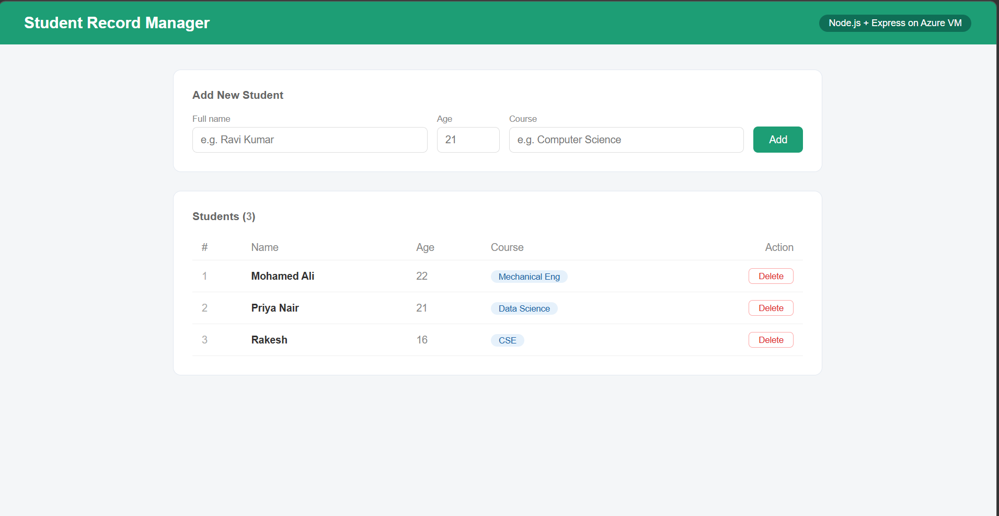 Student Record Manager
Node.js + Express on Azure VM
Add New Student
Full name Age Course
e.g. Ravi Kumar 21 e.g. Computer Science Add
Students (3)
# Name Age Course Action
1 Mohamed Ali 22 Mechanical Eng Delete
2 Priya Nair 21 Data Science Delete
3 Rakesh 16 CSE Delete